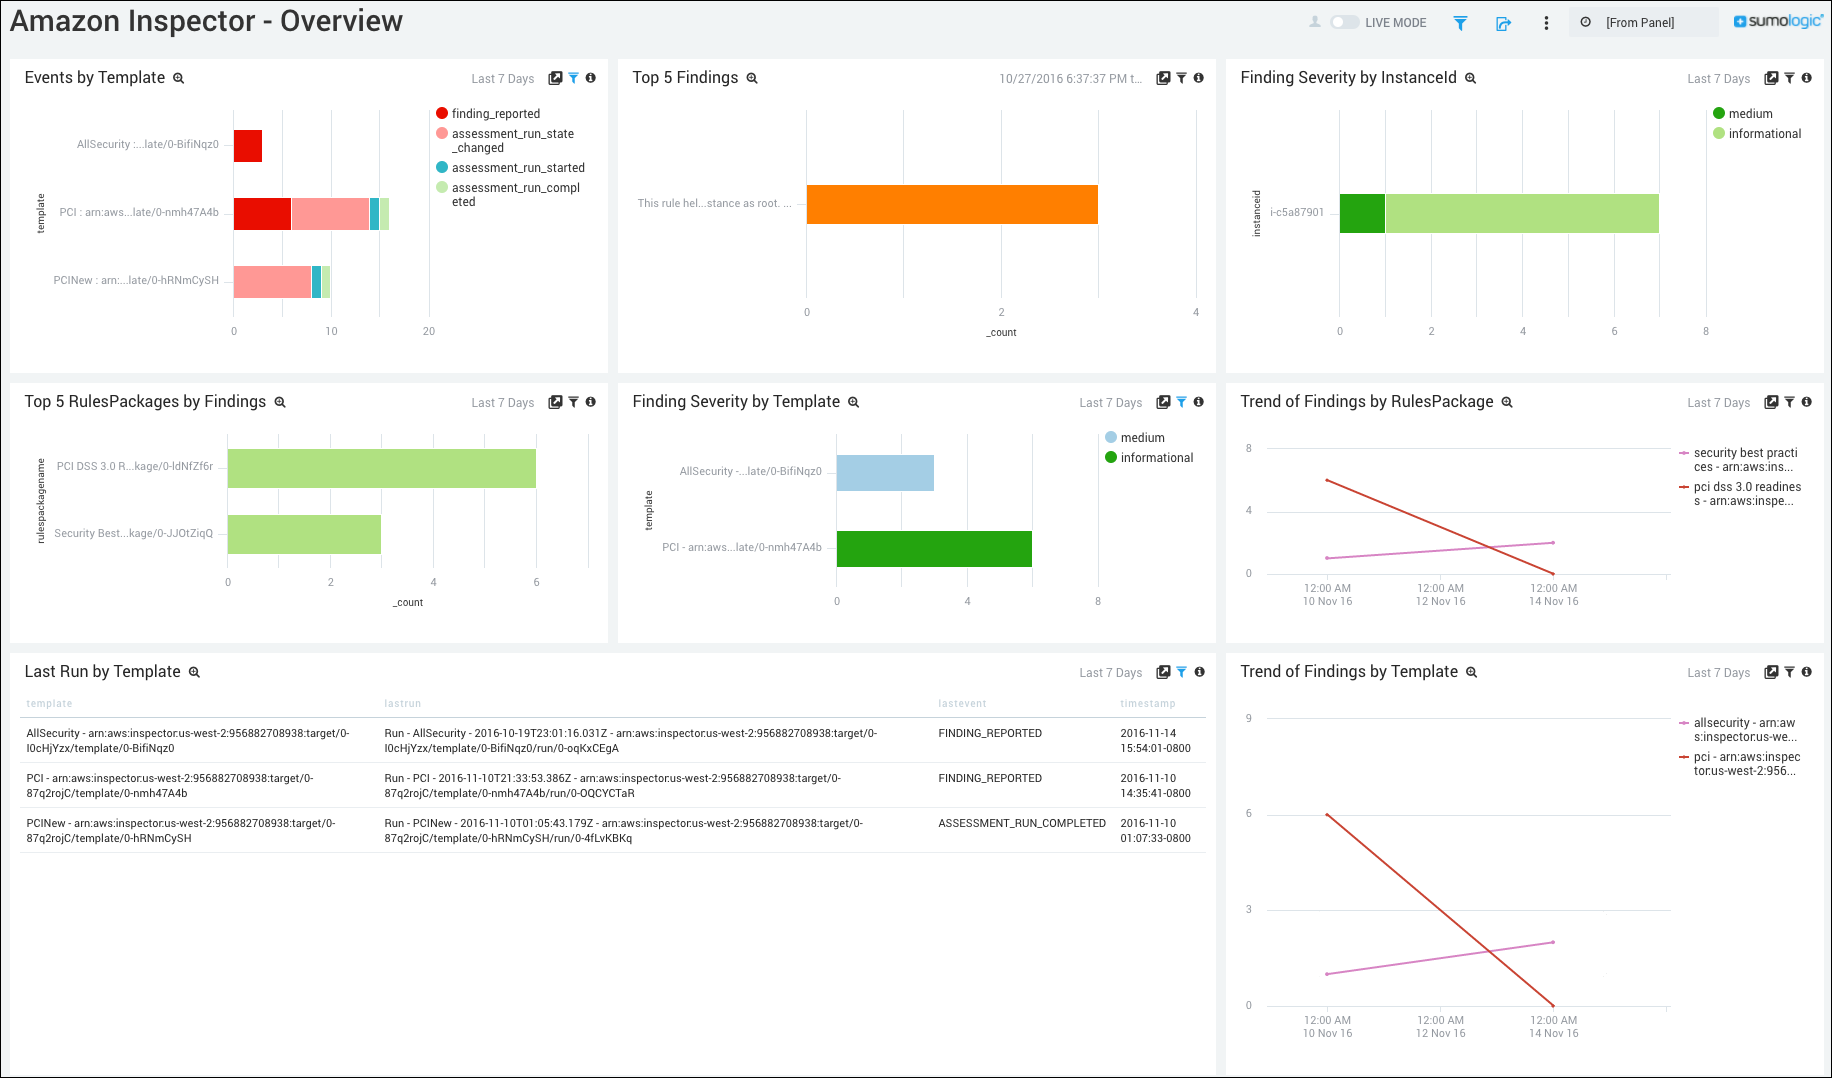 Amazon Inspector - Overview
LIVE MODE
[From Panel]
sumologic
Events by Template
Last 7 Days
finding_reported
assessment_run_state
_changed
assessment_run_started
assessment_run_compl
eted
template
AllSecurity :...late/0-BifiNqz0
PCI : arn:aws...late/0-nmh47A4b
PCINew : arn:...late/0-hRNmCySH
0
10
20
Top 5 Findings
10/27/2016 6:37:37 PM t...
This rule hel...stance as root. ...
0
2
4
_count
Finding Severity by InstanceId
Last 7 Days
medium
informational
instanceid
i-c5a87901
0
2
4
6
8
Top 5 RulesPackages by Findings
Last 7 Days
rulespackagename
PCI DSS 3.0 R...kage/0-ldNfZf6r
Security Best...kage/0-JJOtZiqQ
0
2
4
6
_count
Finding Severity by Template
Last 7 Days
medium
informational
template
AllSecurity -...late/0-BifiNqz0
PCI - arn:aws...late/0-nmh47A4b
0
4
8
Trend of Findings by RulesPackage
Last 7 Days
8
4
0
security best practi
ces - arn:aws:ins...
pci dss 3.0 readines
s - arn:aws:inspe...
12:00 AM
10 Nov 16
12:00 AM
12 Nov 16
12:00 AM
14 Nov 16
Last Run by Template
Last 7 Days
template lastrun lastevent timestamp
AllSecurity - arn:aws:inspector:us-west-2:956882708938:target/0- Run - AllSecurity - 2016-10-19T23:01:16.031Z - arn:aws:inspector:us-west-2:956882708938:target/0- FINDING_REPORTED 2016-11-14
I0cHjYzx/template/0-BifiNqz0 I0cHjYzx/template/0-BifiNqz0/run/0-oqKxCEgA 15:54:01-0800
PCI - arn:aws:inspector:us-west-2:956882708938:target/0- Run - PCI - 2016-11-10T21:33:53.386Z - arn:aws:inspector:us-west-2:956882708938:target/0- FINDING_REPORTED 2016-11-10
87q2rojC/template/0-nmh47A4b 87q2rojC/template/0-nmh47A4b/run/0-OQCYCTaR 14:35:41-0800
PCINew - arn:aws:inspector:us-west-2:956882708938:target/0- Run - PCINew - 2016-11-10T01:05:43.179Z - arn:aws:inspector:us-west-2:956882708938:target/0- ASSESSMENT_RUN_COMPLETED 2016-11-10
87q2rojC/template/0-hRNmCySH 87q2rojC/template/0-hRNmCySH/run/0-4fLvKBKq 01:07:33-0800
Trend of Findings by Template
Last 7 Days
9
6
3
0
allsecurity - arn:aw
s:inspector:us-we...
pci - arn:aws:inspec
tor:us-west-2:956...
12:00 AM
10 Nov 16
12:00 AM
12 Nov 16
12:00 AM
14 Nov 16